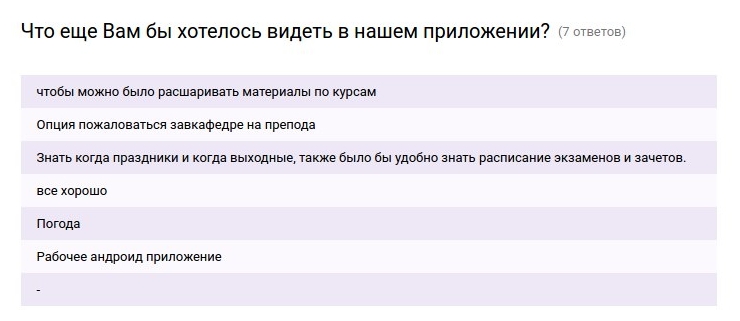 Что еще Вам бы хотелось видеть в нашем приложении? (7 ответов)
чтобы можно было расшаривать материалы по курсам
Опция пожаловаться завкафедре на препода
Знать когда праздники и когда выходные, также было бы удобно знать расписание экзаменов и зачетов.
все хорошо
Погода
Рабочее андроид приложение
-